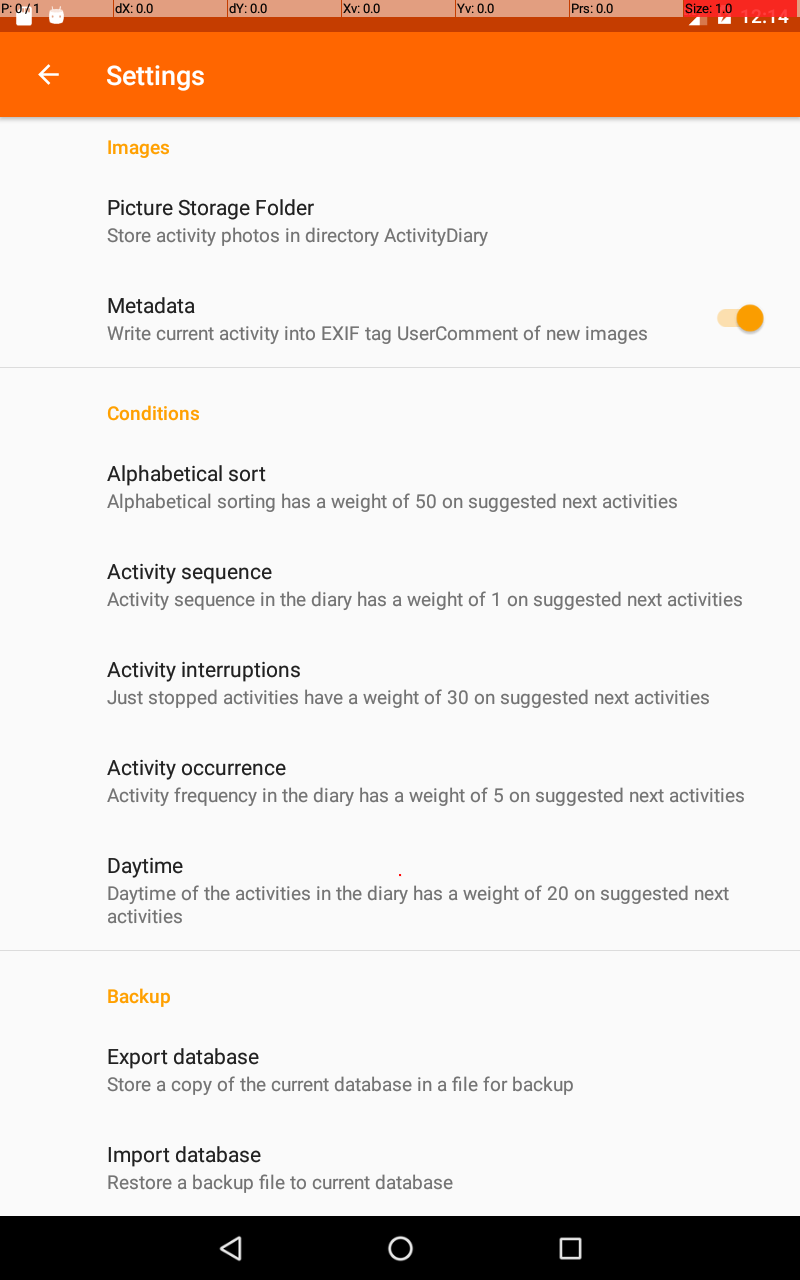 P: 0 / 1 dX: 0.0 dY: 0.0 Xv: 0.0 Yv: 0.0 Prs: 0.0 Size: 1.0
12:14
Settings
Images
Picture Storage Folder
Store activity photos in directory ActivityDiary
Metadata
Write current activity into EXIF tag UserComment of new images
Conditions
Alphabetical sort
Alphabetical sorting has a weight of 50 on suggested next activities
Activity sequence
Activity sequence in the diary has a weight of 1 on suggested next activities
Activity interruptions
Just stopped activities have a weight of 30 on suggested next activities
Activity occurrence
Activity frequency in the diary has a weight of 5 on suggested next activities
Daytime
Daytime of the activities in the diary has a weight of 20 on suggested next
activities
Backup
Export database
Store a copy of the current database in a file for backup
Import database
Restore a backup file to current database